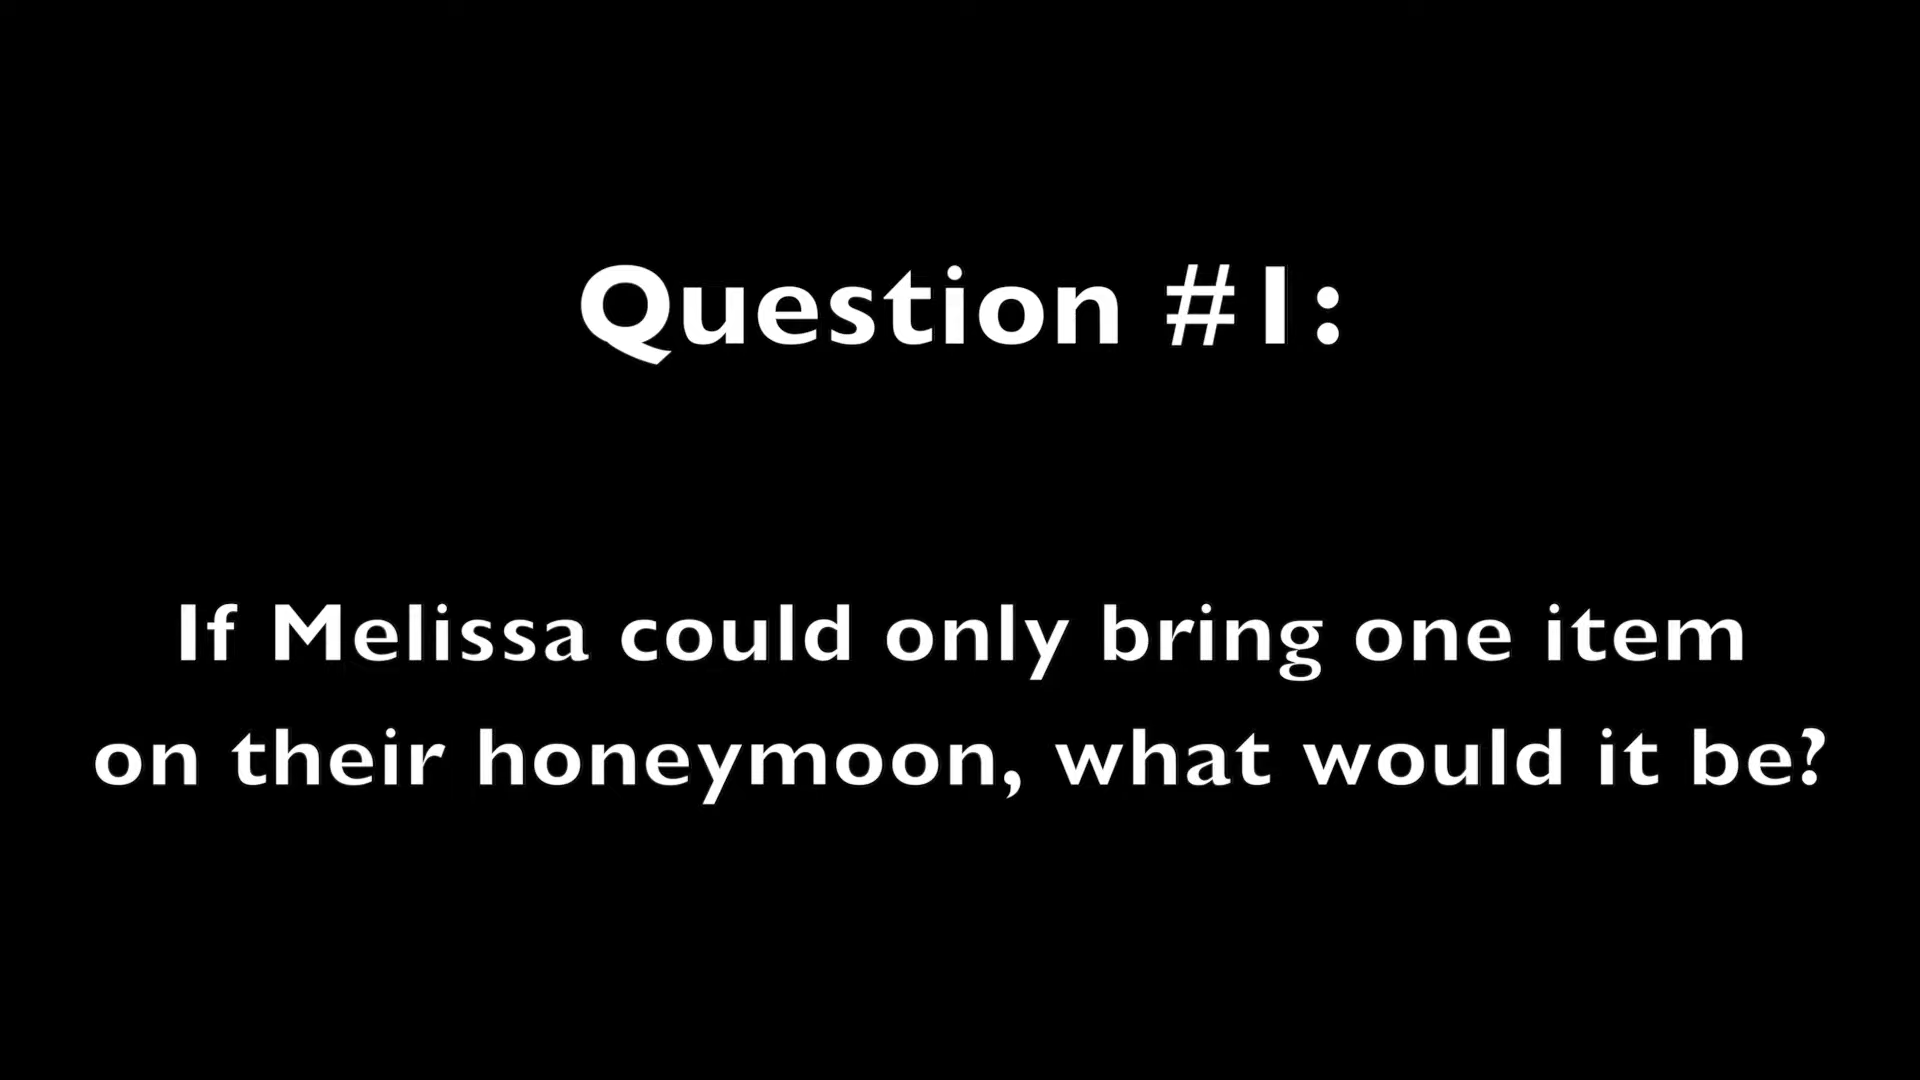 Question #1:
If Melissa could only bring one item
on their honeymoon, what would it be?